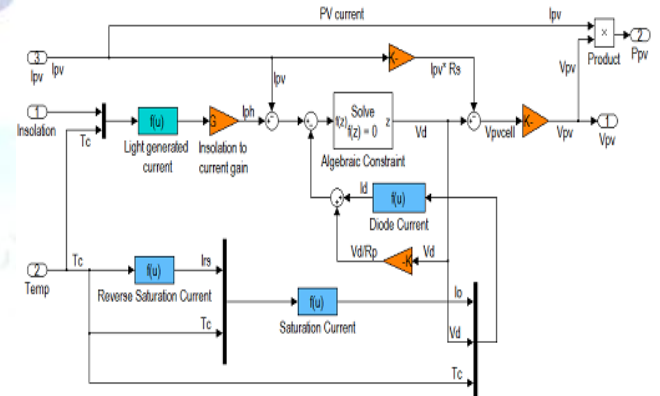 PV current
Ipv
3
Ipv
Ipv
K-
Ipv* Rs
Ipv
Vpv
×
Product
2
Ppv
1
Insolation
Tc
f(u)
Light generated
current
G
Insolation to
current gain
Iph
Solve
f(z) f(z) = 0 z
Algebraic Constraint
Vd
Vpvcell
K-
Vpv
1
Vpv
Id
f(u)
Diode Current
Vd/Rp
-K
Vd
2
Temp
Tc
f(u)
Reverse Saturation Current
Irs
Tc
f(u)
Saturation Current
Io
Vd
Tc